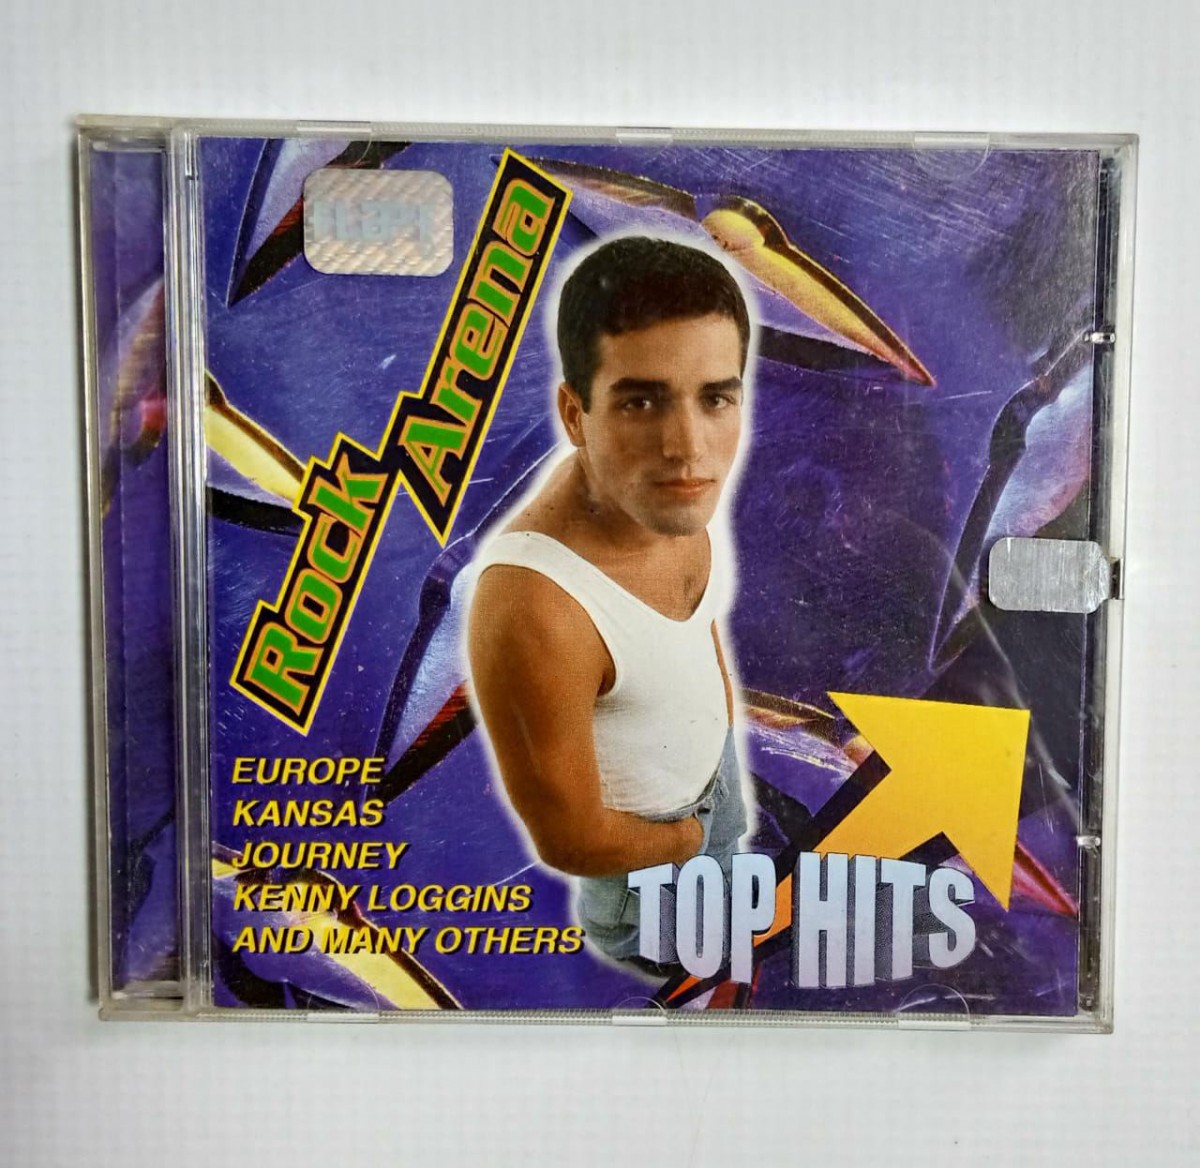 Rock Arena
EUROPE
KANSAS
JOURNEY
KENNY LOGGINS
AND MANY OTHERS
TOP HITS